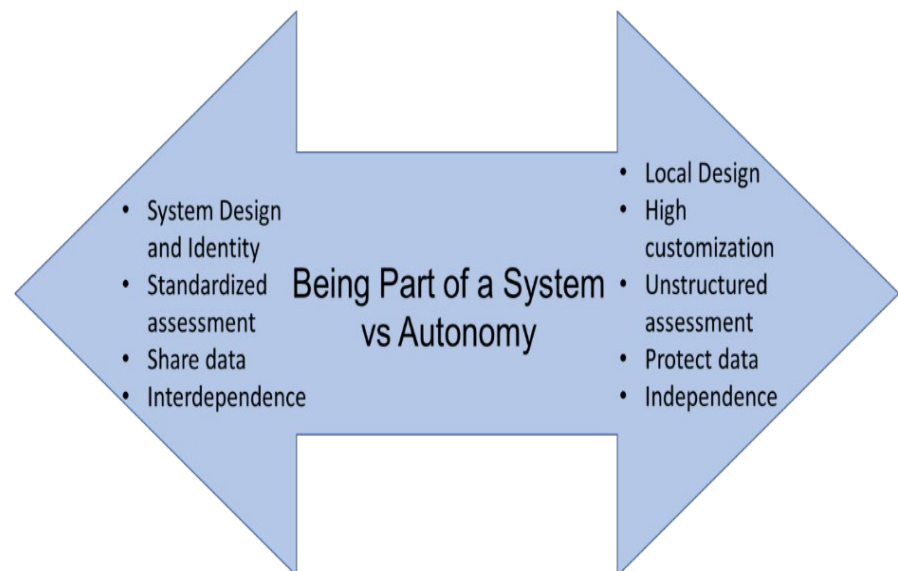 • System Design
and Identity
• Standardized
assessment
• Share data
• Interdependence
Being Part of a System
vs Autonomy
• Local Design
• High
customization
• Unstructured
assessment
• Protect data
• Independence